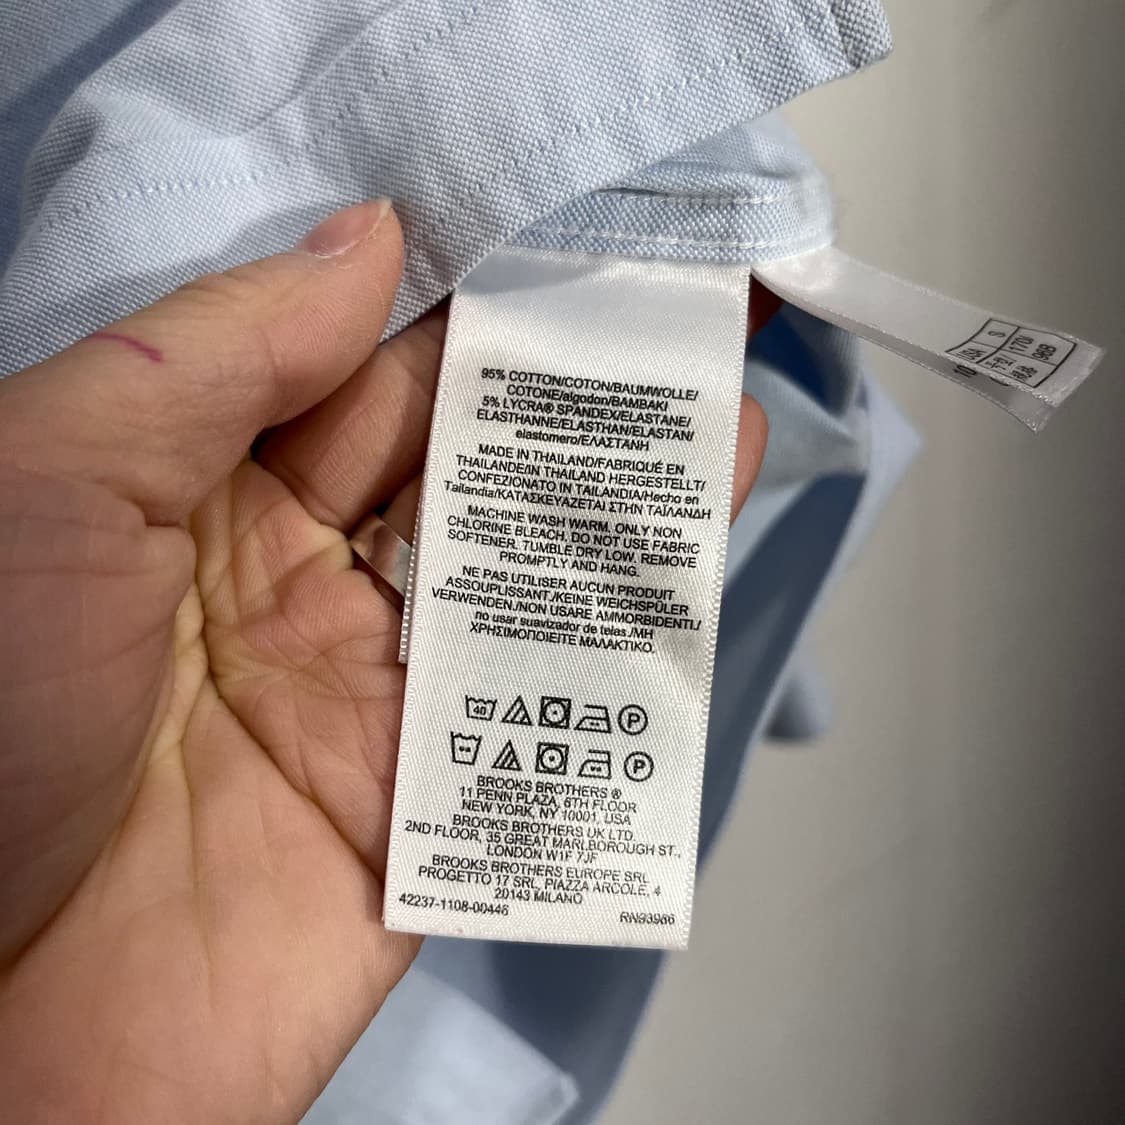 95% COTTON/COTON/BAUMWOLLE/
COTONE/algodon/BAMBAKI
5% LYCRA® SPANDEX/ELASTANE/
ELASTHANNE/ELASTHAN/ELASTAN/
elastomero/ΕΛΑΣΤΑΝΗ
MADE IN THAILAND/FABRIQUÉ EN
THAILANDE/IN THAILAND HERGESTELLT/
CONFEZIONATO IN TAILANDIA/Hecho en
Tailandia/ΚΑΤΑΣΚΕΥΑΖΕΤΑΙ ΣΤΗΝ ΤΑΪΛΑΝΔΗ
MACHINE WASH WARM. ONLY NON
CHLORINE BLEACH. DO NOT USE FABRIC
SOFTENER. TUMBLE DRY LOW. REMOVE
PROMPTLY AND HANG.
NE PAS UTILISER AUCUN PRODUIT
ASSOUPLISSANT./KEINE WEICHSPÜLER
VERWENDEN./NON USARE AMMORBIDENTI./
no usar suavizador de telas./ΜΗ
ΧΡΗΣΙΜΟΠΟΙΕΙΤΕ ΜΑΛΑΚΤΙΚΟ.
40 P
P
BROOKS BROTHERS ®
11 PENN PLAZA, 6TH FLOOR
NEW YORK, NY 10001, USA
BROOKS BROTHERS UK LTD.
2ND FLOOR, 35 GREAT MARLBOROUGH ST.,
LONDON W1F 7JF
BROOKS BROTHERS EUROPE SRL
PROGETTO 17 SRL, PIAZZA ARCOLE, 4
20143 MILANO
42237-1108-00446 RN93986
S
170/
96B